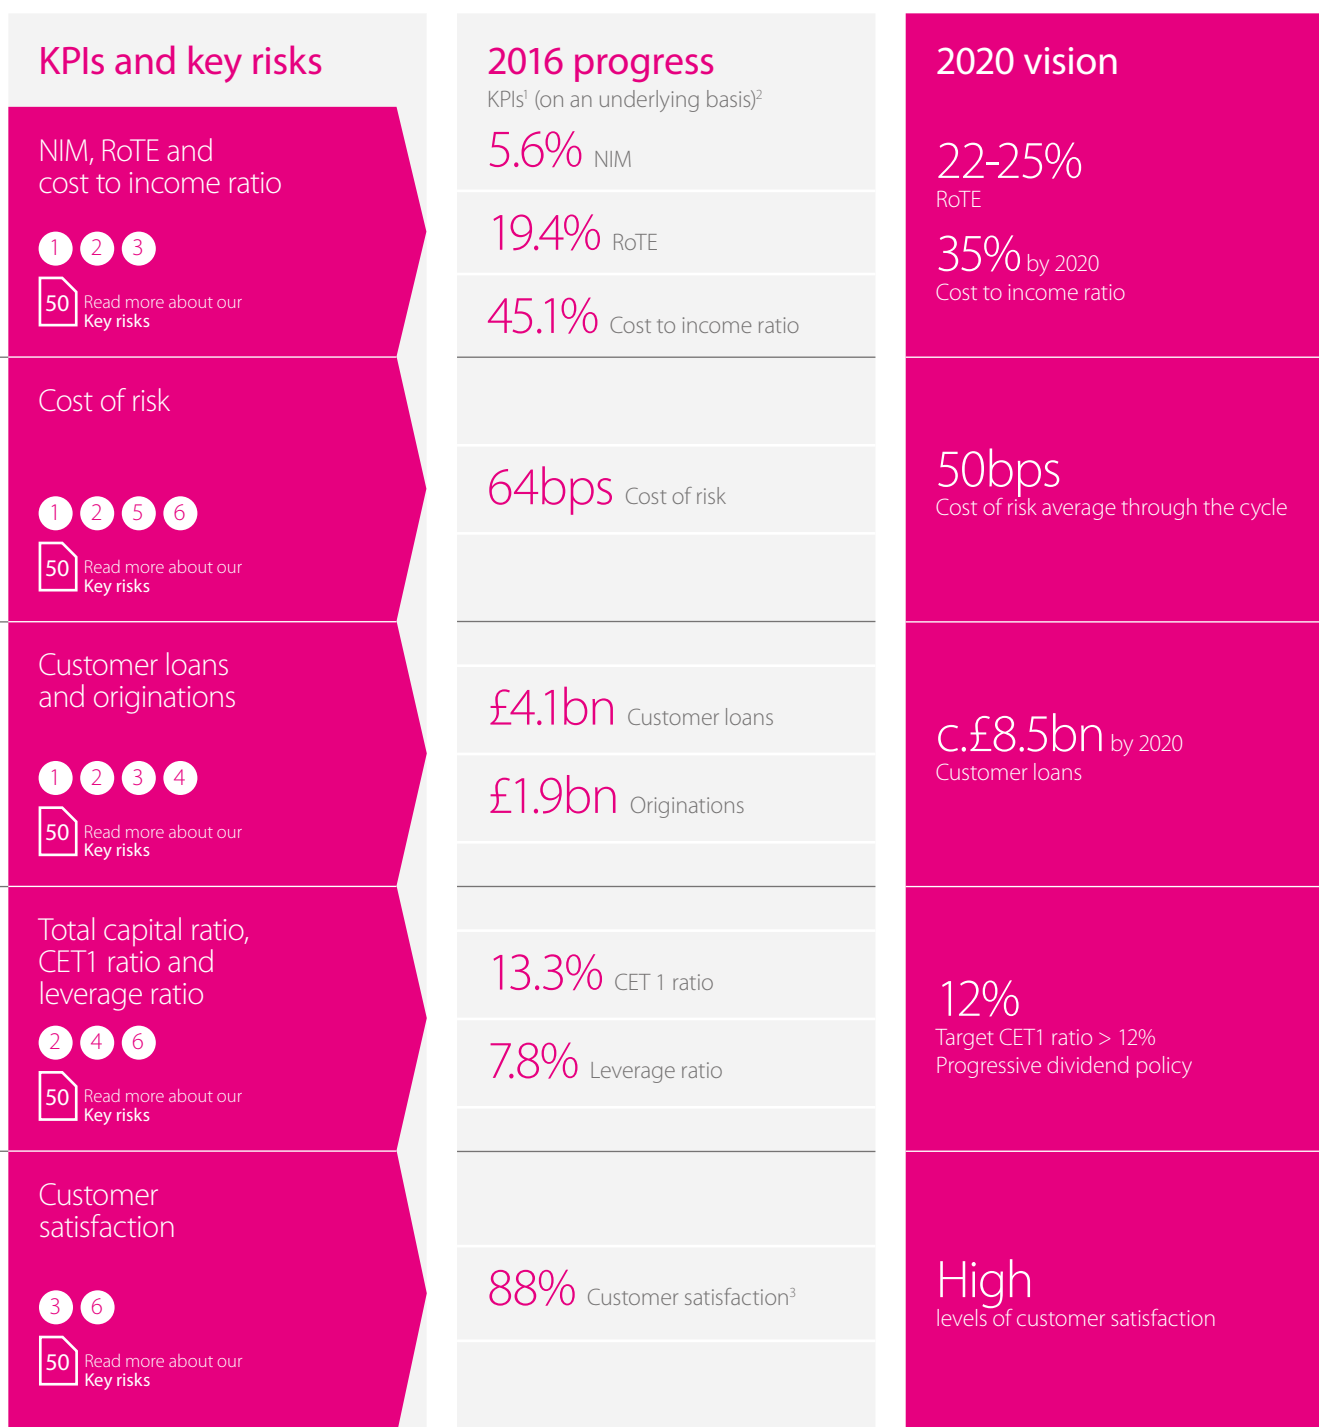 KPIs and key risks
NIM, RoTE and
cost to income ratio
1 2 3
50 Read more about our
Key risks
Cost of risk
1 2 5 6
50 Read more about our
Key risks
Customer loans
and originations
1 2 3 4
50 Read more about our
Key risks
Total capital ratio,
CET1 ratio and
leverage ratio
2 4 6
50 Read more about our
Key risks
Customer
satisfaction
3 6
50 Read more about our
Key risks
2016 progress
KPIs¹ (on an underlying basis)²
5.6% NIM
19.4% RoTE
45.1% Cost to income ratio
64bps Cost of risk
£4.1bn Customer loans
£1.9bn Originations
13.3% CET 1 ratio
7.8% Leverage ratio
88% Customer satisfaction³
2020 vision
22-25%
RoTE
35% by 2020
Cost to income ratio
50bps
Cost of risk average through the cycle
c.£8.5bn by 2020
Customer loans
12%
Target CET1 ratio > 12%
Progressive dividend policy
High
levels of customer satisfaction